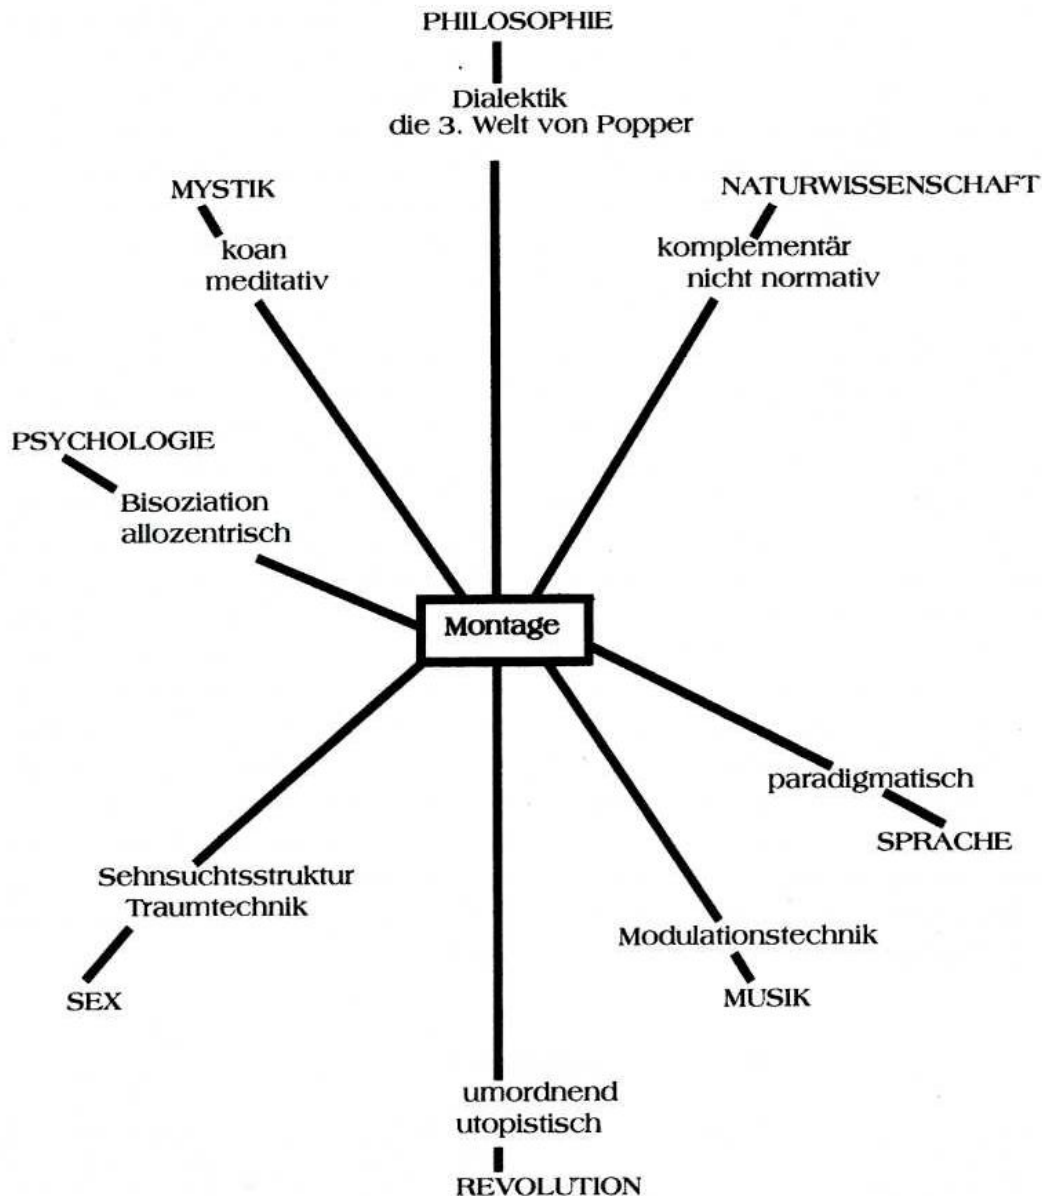 PHILOSOPHIE
Dialektik
die 3. Welt von Popper
MYSTIK
koan
meditativ
NATURWISSENSCHAFT
komplementär
nicht normativ
PSYCHOLOGIE
Bisoziation
allozentrisch
Montage
paradigmatisch
SPRACHE
Sehnsuchtsstruktur
Traumtechnik
SEX
Modulationstechnik
MUSIK
umordnend
utopistisch
REVOLUTION